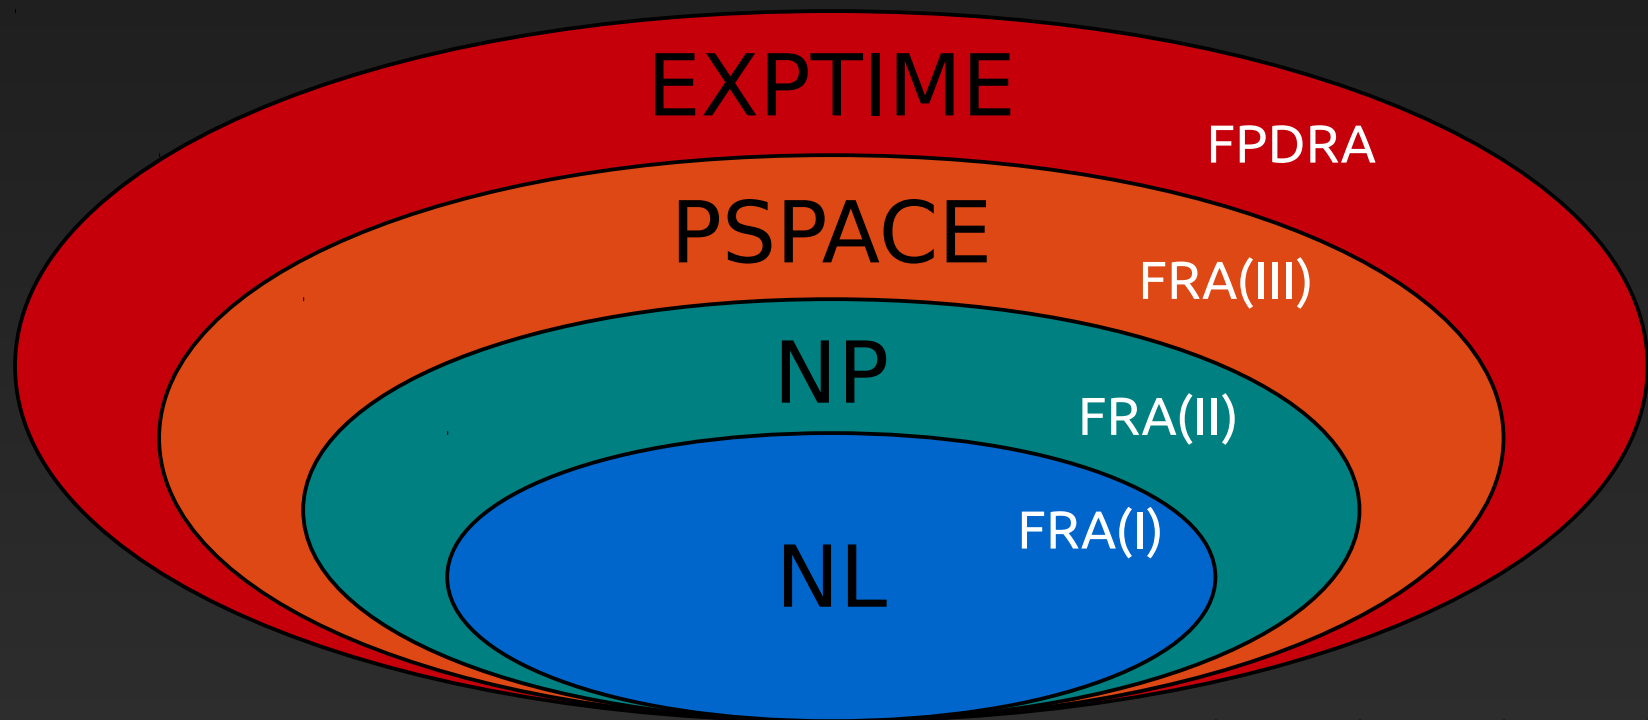 EXPTIME
FPDRA
PSPACE
FRA(III)
NP
FRA(II)
FRA(I)
NL